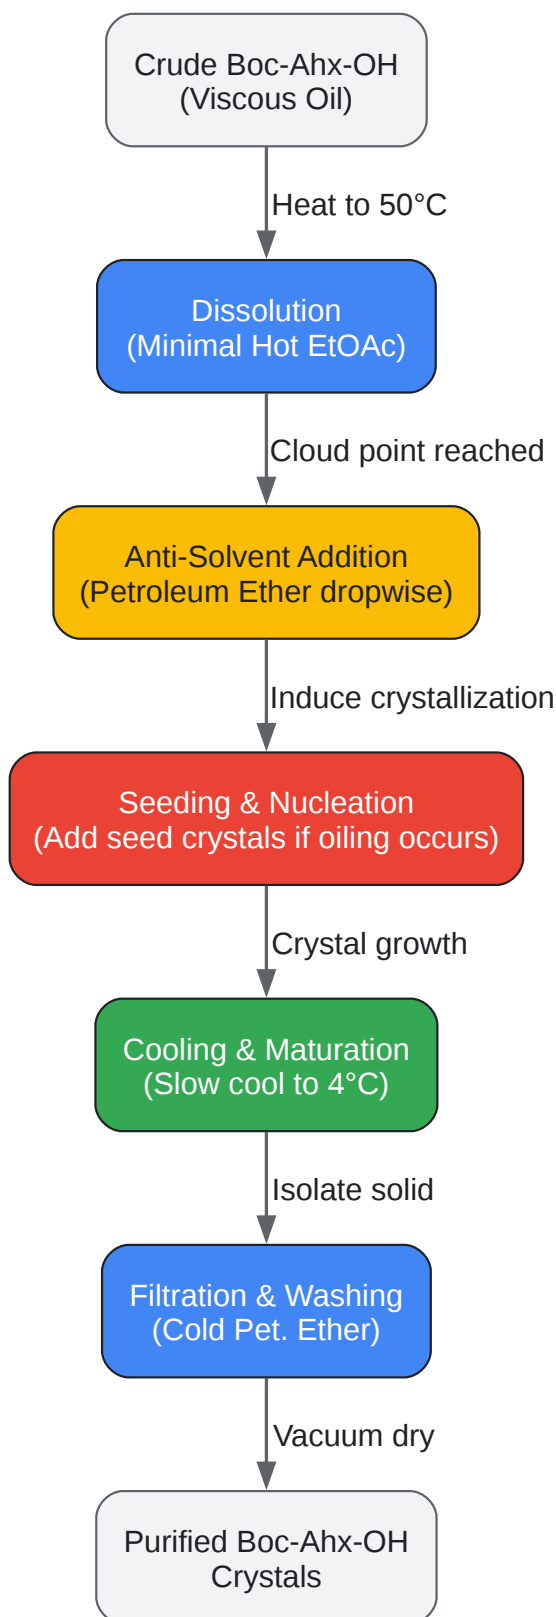 Crude Boc-Ahx-OH
(Viscous Oil)
Heat to 50°C
Dissolution
(Minimal Hot EtOAc)
Cloud point reached
Anti-Solvent Addition
(Petroleum Ether dropwise)
Induce crystallization
Seeding & Nucleation
(Add seed crystals if oiling occurs)
Crystal growth
Cooling & Maturation
(Slow cool to 4°C)
Isolate solid
Filtration & Washing
(Cold Pet. Ether)
Vacuum dry
Purified Boc-Ahx-OH
Crystals